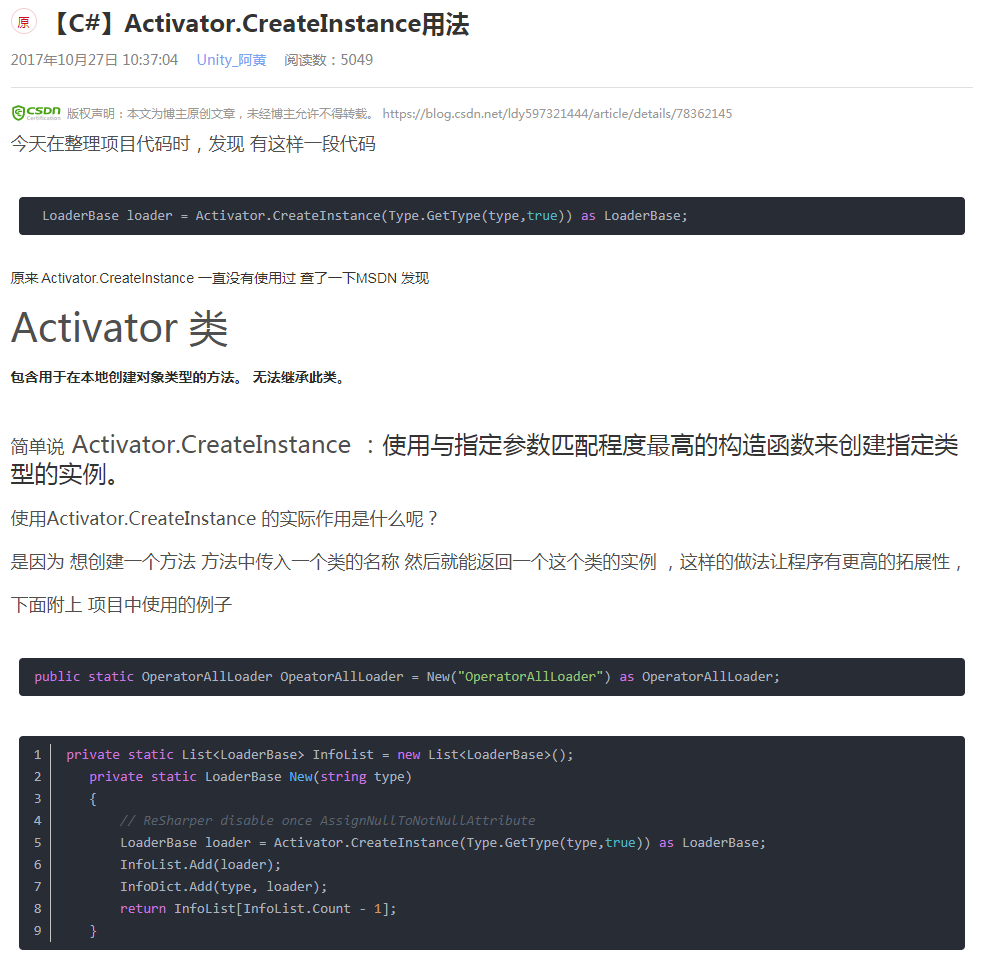 原 【C#】Activator.CreateInstance用法
2017年10月27日 10:37:04 Unity_阿黄 阅读数：5049
CSDN Certification 版权声明：本文为博主原创文章，未经博主允许不得转载。 https://blog.csdn.net/ldy597321444/article/details/78362145
今天在整理项目代码时，发现 有这样一段代码
LoaderBase loader = Activator.CreateInstance(Type.GetType(type,true)) as LoaderBase;
原来 Activator.CreateInstance 一直没有使用过 查了一下MSDN 发现
Activator 类
包含用于在本地创建对象类型的方法。 无法继承此类。
简单说 Activator.CreateInstance ：使用与指定参数匹配程度最高的构造函数来创建指定类
型的实例。
使用Activator.CreateInstance 的实际作用是什么呢？
是因为 想创建一个方法 方法中传入一个类的名称 然后就能返回一个这个类的实例 ，这样的做法让程序有更高的拓展性，
下面附上 项目中使用的例子
public static OperatorAllLoader OpeatorAllLoader = New("OperatorAllLoader") as OperatorAllLoader;
1 private static List<LoaderBase> InfoList = new List<LoaderBase>();
2 private static LoaderBase New(string type)
3 {
4 // ReSharper disable once AssignNullToNotNullAttribute
5 LoaderBase loader = Activator.CreateInstance(Type.GetType(type,true)) as LoaderBase;
6 InfoList.Add(loader);
7 InfoDict.Add(type, loader);
8 return InfoList[InfoList.Count - 1];
9 }